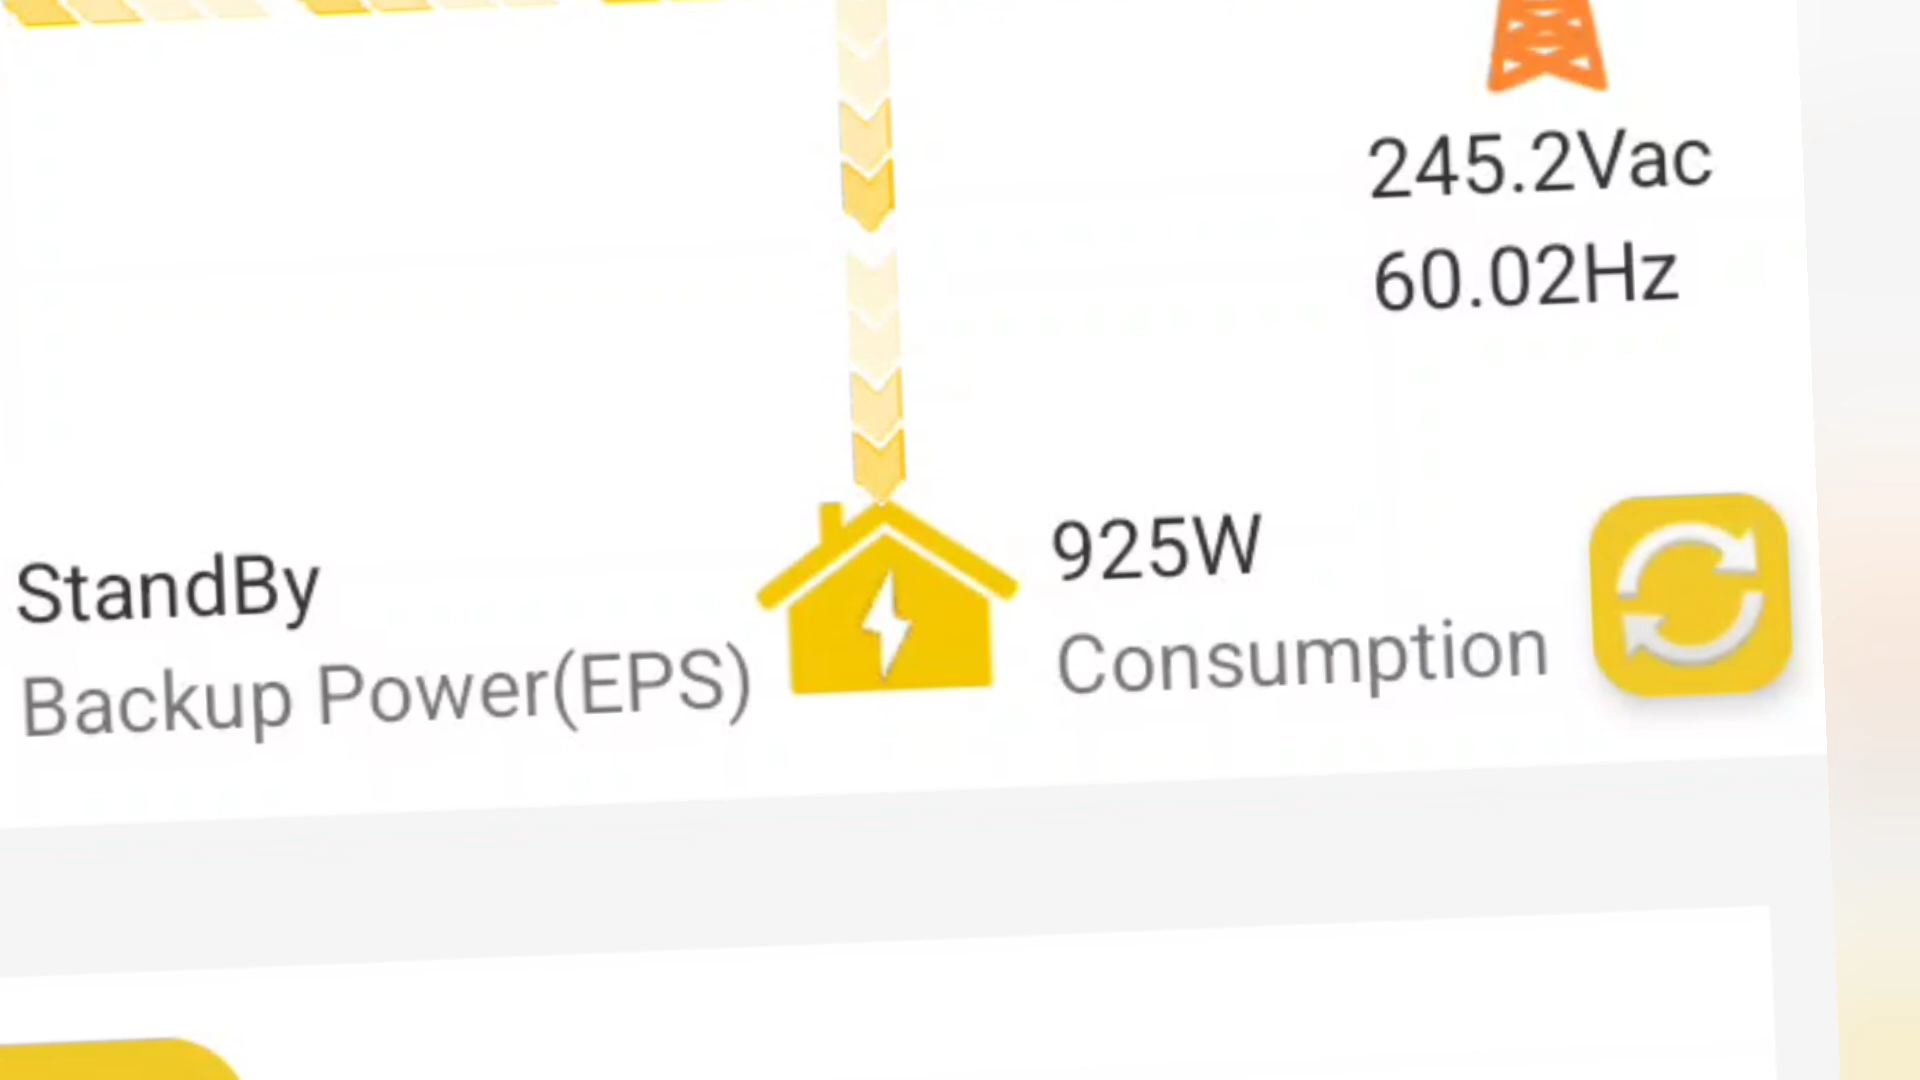 245.2Vac
60.02Hz
StandBy
Backup Power(EPS)
925W
Consumption